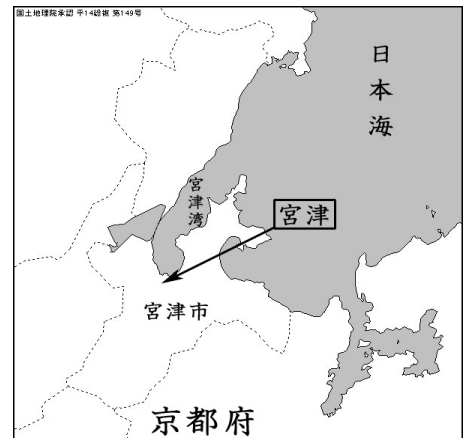 国土地理院承認 平14総複 第149号
日本海
宮津湾
宮津
宮津市
京都府